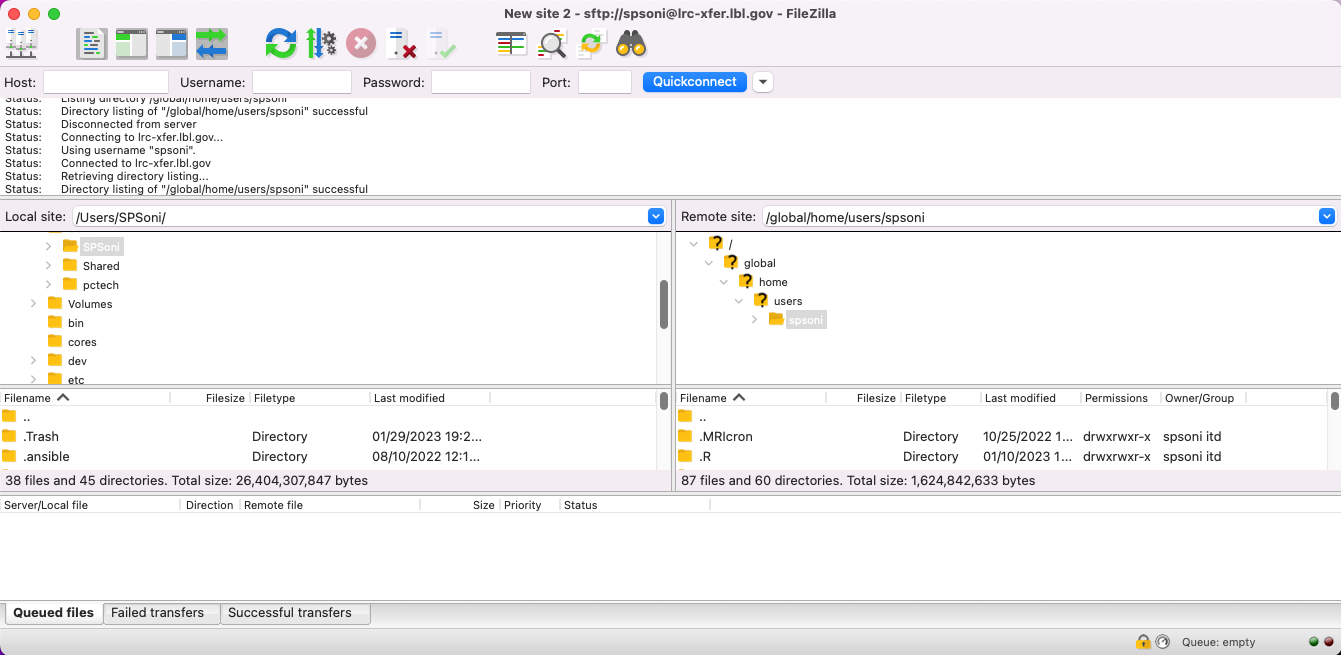 New site 2 - sftp://spsoni@lrc-xfer.lbl.gov - FileZilla
Host: Username: Password: Port: Quickconnect
Status: Listing directory /global/home/users/spsoni
Status: Directory listing of "/global/home/users/spsoni" successful
Status: Disconnected from server
Status: Connecting to lrc-xfer.lbl.gov...
Status: Using username "spsoni".
Status: Connected to lrc-xfer.lbl.gov
Status: Retrieving directory listing...
Status: Directory listing of "/global/home/users/spsoni" successful
Local site: /Users/SPSoni/
SPSoni
Shared
pctech
Volumes
bin
cores
dev
etc
Filename Filesize Filetype Last modified
..
.Trash Directory 01/29/2023 19:2...
.ansible Directory 08/10/2022 12:1...
38 files and 45 directories. Total size: 26,404,307,847 bytes
Remote site: /global/home/users/spsoni
/
global
home
users
spsoni
Filename Filesize Filetype Last modified Permissions Owner/Group
..
.MRIcron Directory 10/25/2022 1... drwxrwxr-x spsoni itd
.R Directory 01/10/2023 1... drwxrwxr-x spsoni itd
87 files and 60 directories. Total size: 1,624,842,633 bytes
Server/Local file Direction Remote file Size Priority Status
Queued files Failed transfers Successful transfers
Queue: empty